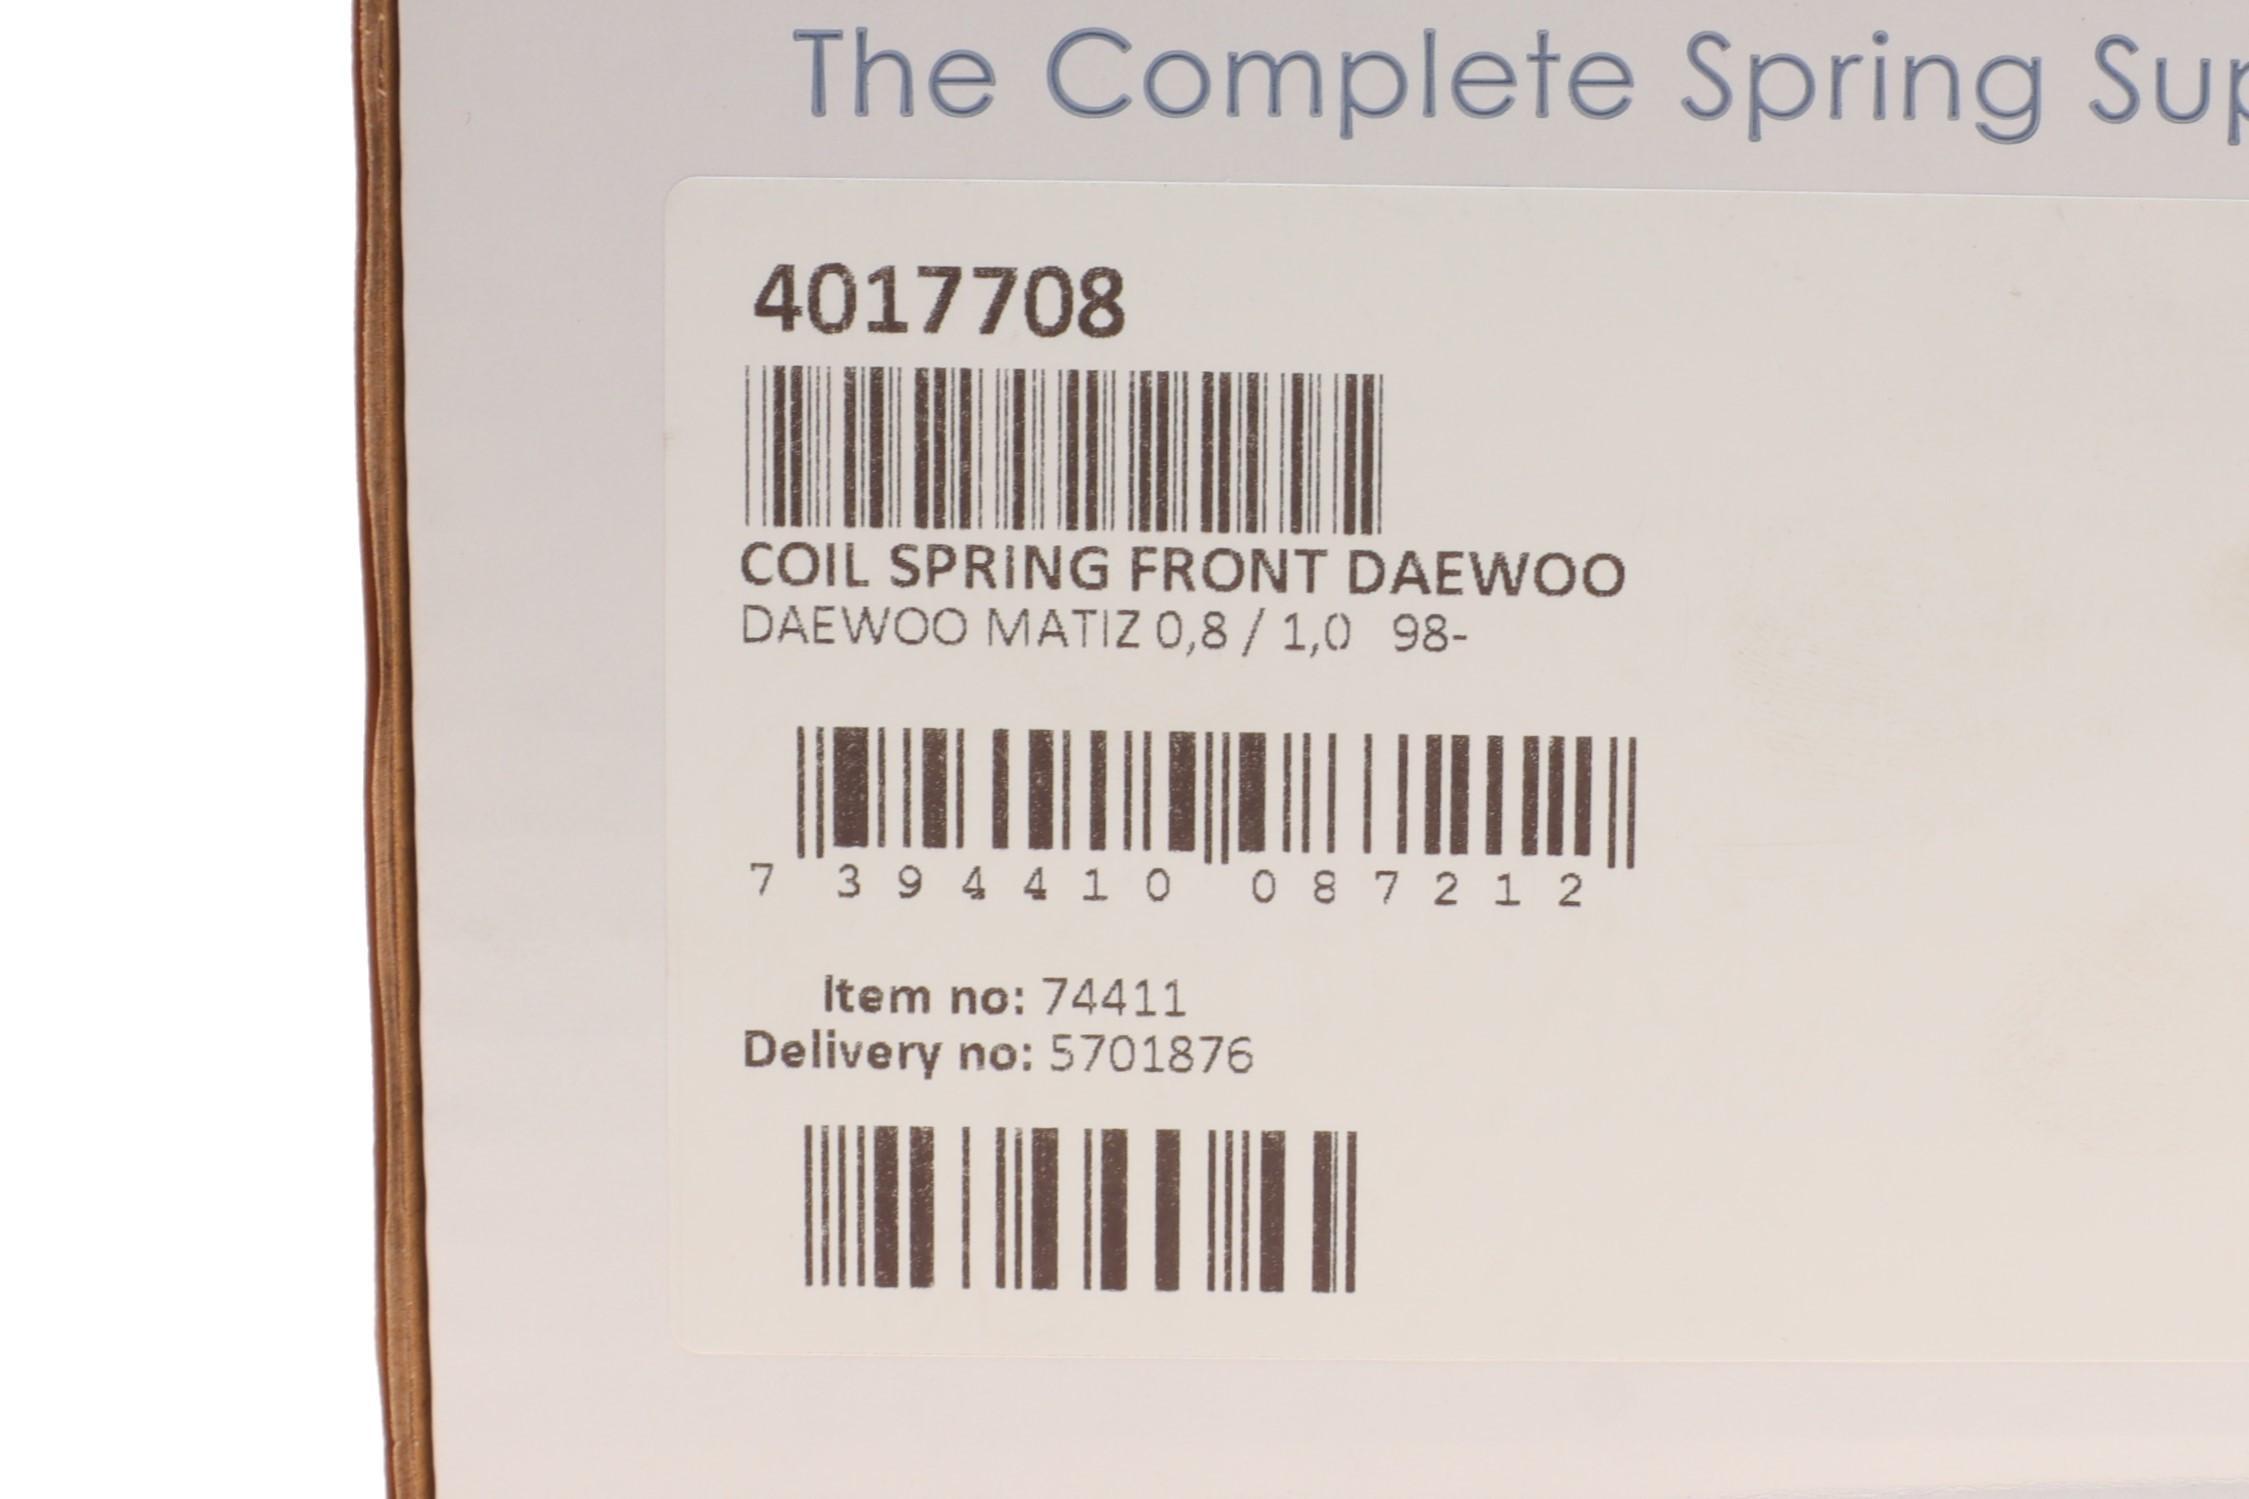 The Complete Spring Sup
4017708
COIL SPRING FRONT DAEWOO
DAEWOO MATIZ 0,8 / 1,0 98-
7 394410 087212
Item no: 74411
Delivery no: 5701876